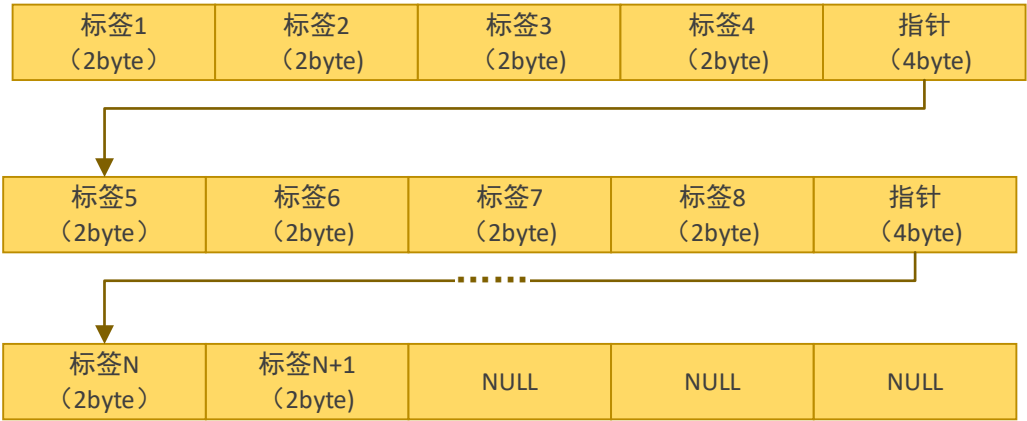 标签1
（2byte）
标签2
（2byte)
标签3
（2byte)
标签4
（2byte)
指针
（4byte)
标签5
（2byte）
标签6
（2byte)
标签7
（2byte)
标签8
（2byte)
指针
（4byte)
······
标签N
（2byte）
标签N+1
（2byte)
NULL
NULL
NULL